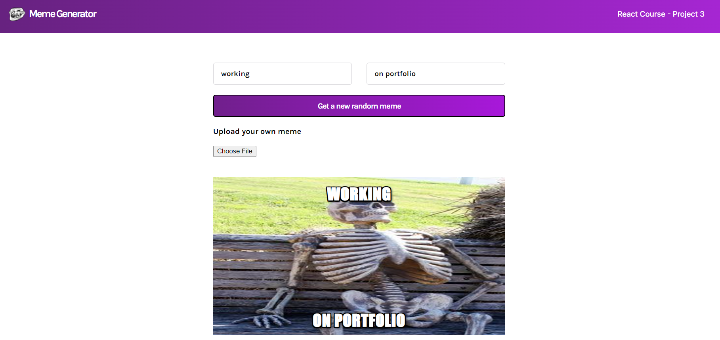 Meme Generator
React Course - Project 3
working
on portfolio
Get a new random meme
Upload your own meme
Choose File
WORKING
ON PORTFOLIO